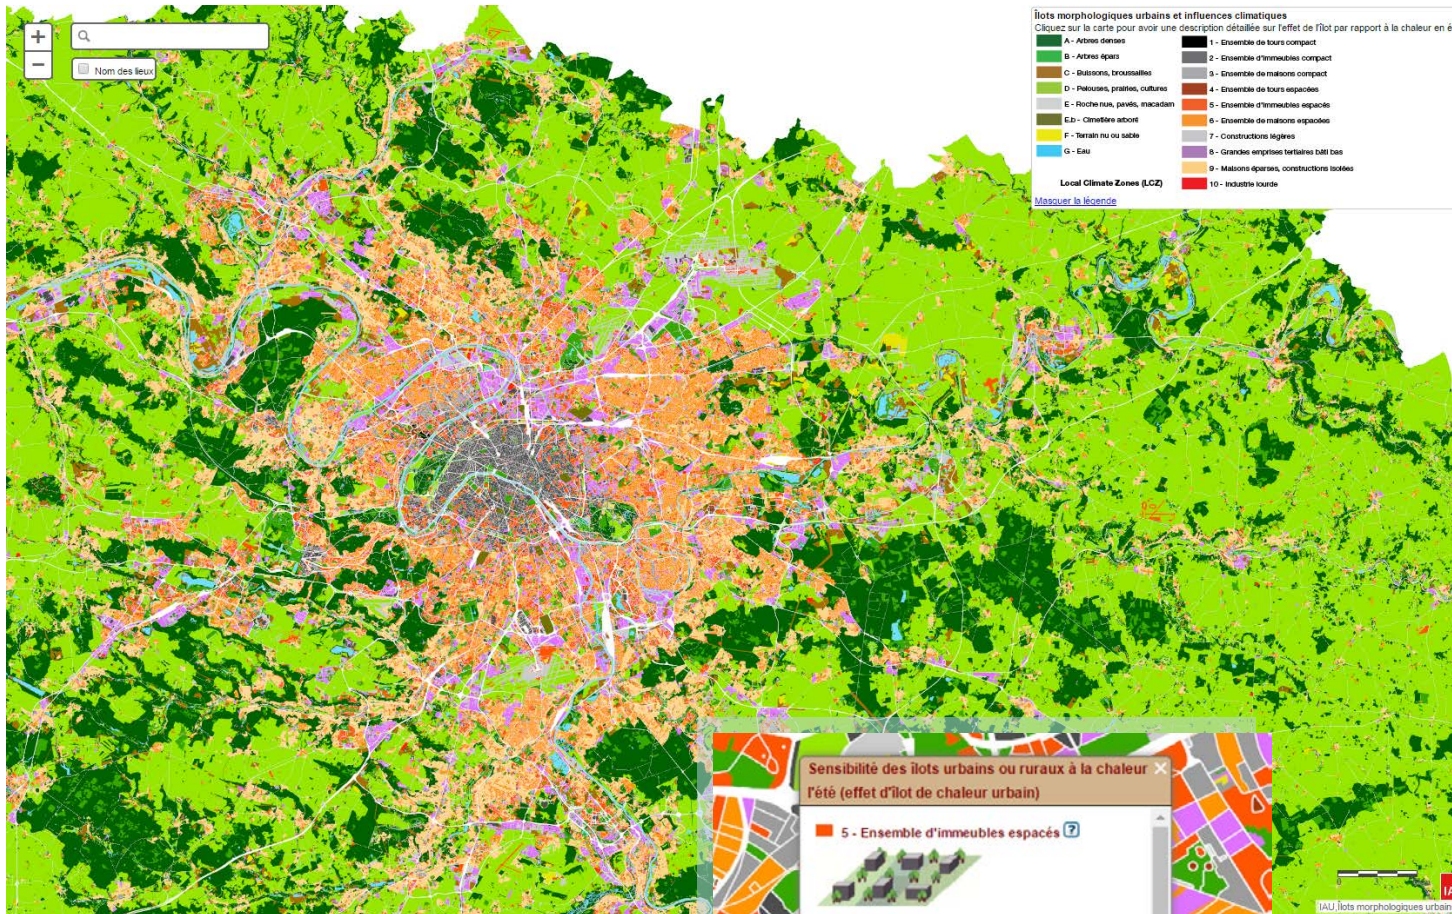 Îlots morphologiques urbains et influences climatiques
Cliquez sur la carte pour avoir une description détaillée sur l'effet de l'îlot par rapport à la chaleur en é
A - Arbres denses
B - Arbres épars
C - Buissons, broussailles
D - Pelouses, prairies, cultures
E - Roche nue, pavés, macadam
E.b - Cimetière arboré
F - Terrain nu ou sable
G - Eau
Local Climate Zones (LCZ)
1 - Ensemble de tours compact
2 - Ensemble d'immeubles compact
3 - Ensemble de maisons compact
4 - Ensemble de tours espacées
5 - Ensemble d'immeubles espacés
6 - Ensemble de maisons espacées
7 - Constructions légères
8 - Grandes emprises tertiaires bâti bas
9 - Maisons éparses, constructions isolées
10 - Industrie lourde
Masquer la légende
+
−
Nom des lieux
Sensibilité des îlots urbains ou ruraux à la chaleur
l'été (effet d'îlot de chaleur urbain)
×
5 - Ensemble d'immeubles espacés ?
IA
IAU, îlots morphologiques urbain